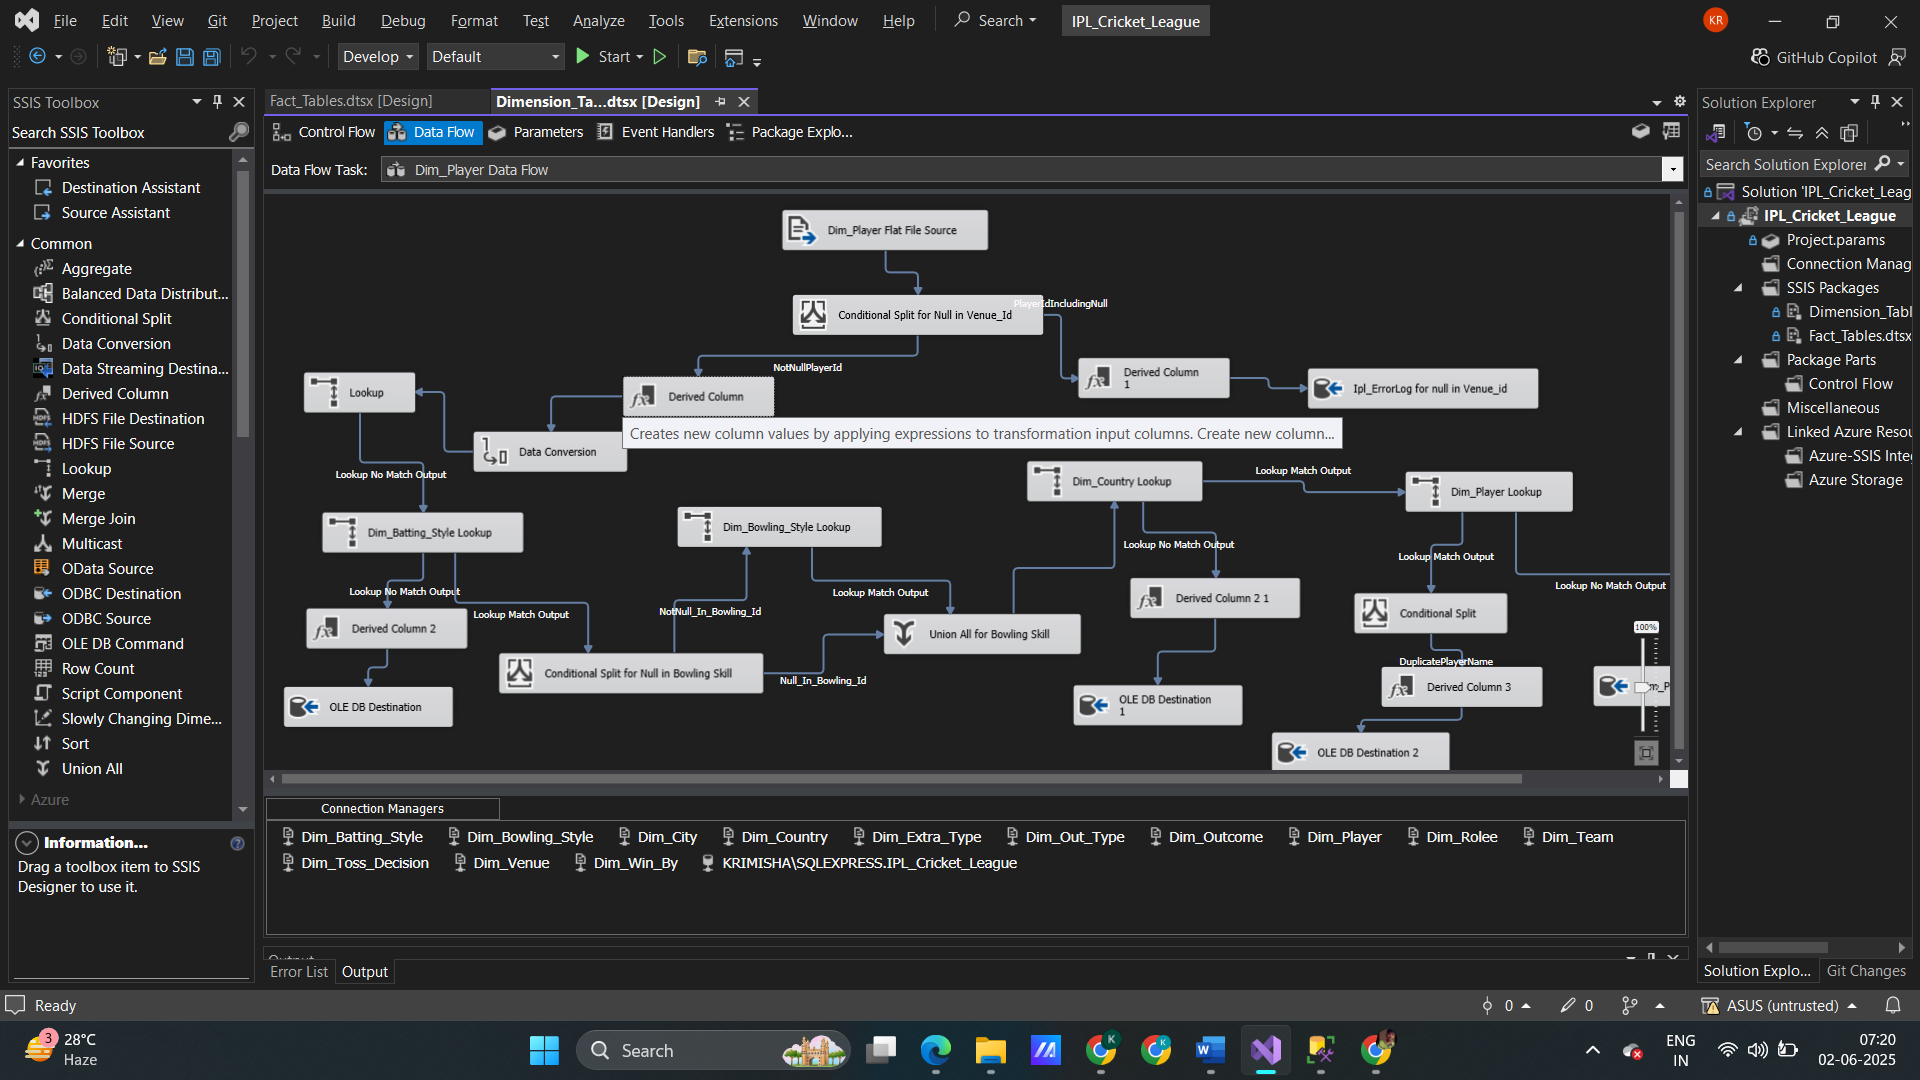 File Edit View Git Project Build Debug Format Test Analyze Tools Extensions Window Help Search IPL_Cricket_League KR
Develop Default Start GitHub Copilot
SSIS Toolbox
Search SSIS Toolbox
Favorites
Destination Assistant
Source Assistant
Common
Aggregate
Balanced Data Distribut...
Conditional Split
Data Conversion
Data Streaming Destina...
Derived Column
HDFS File Destination
HDFS File Source
Lookup
Merge
Merge Join
Multicast
OData Source
ODBC Destination
ODBC Source
OLE DB Command
Row Count
Script Component
Slowly Changing Dime...
Sort
Union All
Azure
Information...
Drag a toolbox item to SSIS
Designer to use it.
Fact_Tables.dtsx [Design] Dimension_Ta...dtsx [Design]
Control Flow Data Flow Parameters Event Handlers Package Explo...
Data Flow Task: Dim_Player Data Flow
Dim_Player Flat File Source
PlayerIdIncludingNull
Conditional Split for Null in Venue_Id
NotNullPlayerId
Derived Column
1
Ipl_ErrorLog for null in Venue_id
Lookup
Derived Column
Creates new column values by applying expressions to transformation input columns. Create new column...
Data Conversion
Lookup No Match Output
Dim_Country Lookup
Lookup Match Output
Dim_Player Lookup
Dim_Batting_Style Lookup
Dim_Bowling_Style Lookup
Lookup No Match Output
Lookup Match Output
Lookup No Match Output
Lookup No Match Output
Lookup Match Output
NotNull_In_Bowling_Id
Lookup Match Output
Derived Column 2 1
Conditional Split
100%
Derived Column 2
Union All for Bowling Skill
DuplicatePlayerName
Conditional Split for Null in Bowling Skill
Null_In_Bowling_Id
Derived Column 3
OLE DB Destination
OLE DB Destination
1
OLE DB Destination 2
Connection Managers
Dim_Batting_Style Dim_Bowling_Style Dim_City Dim_Country Dim_Extra_Type Dim_Out_Type Dim_Outcome Dim_Player Dim_Rolee Dim_Team
Dim_Toss_Decision Dim_Venue Dim_Win_By KRIMISHA\SQLEXPRESS.IPL_Cricket_League
Output
Error List Output
Solution Explorer
Search Solution Explorer
Solution 'IPL_Cricket_Leag
IPL_Cricket_League
Project.params
Connection Manag
SSIS Packages
Dimension_Tabl
Fact_Tables.dtsx
Package Parts
Control Flow
Miscellaneous
Linked Azure Resou
Azure-SSIS Inte
Azure Storage
Solution Explo... Git Changes
Ready 0 0 ASUS (untrusted)
3 28°C
Haze
Search
ENG
IN
07:20
02-06-2025